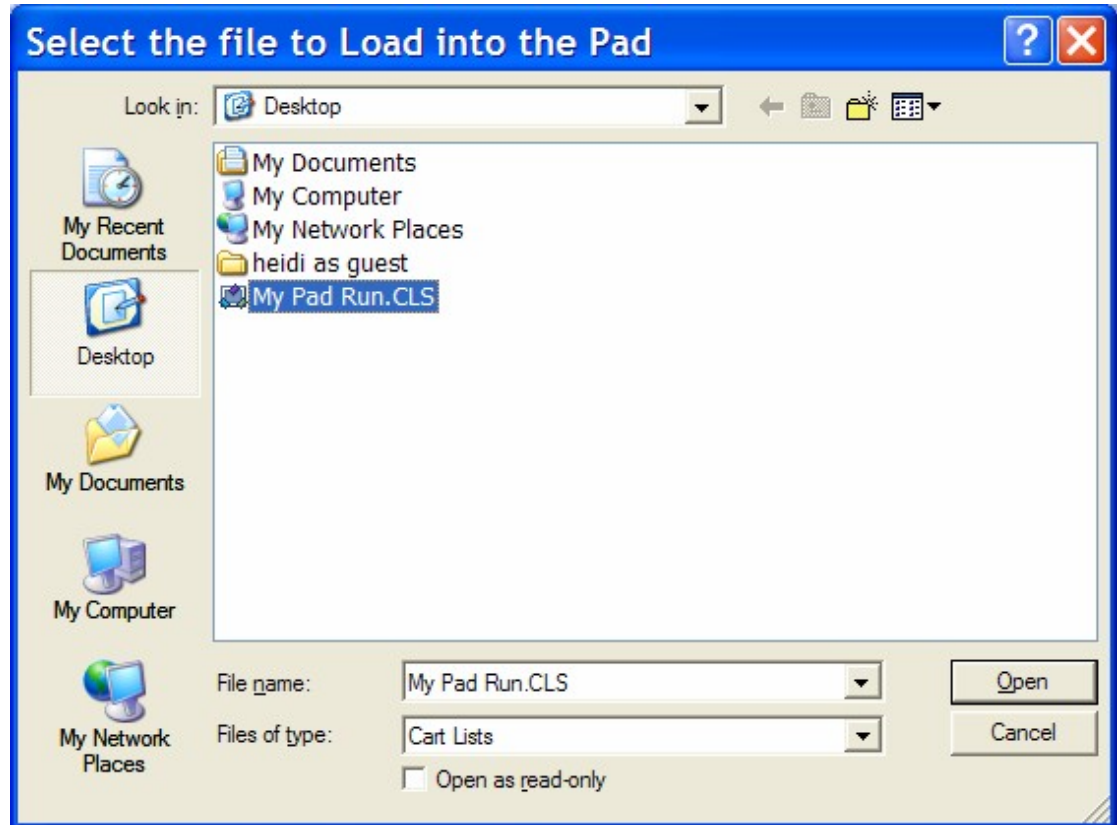 Select the file to Load into the Pad
Look in:
Desktop
My Recent
Documents
Desktop
My Documents
My Computer
My Network
Places
My Documents
My Computer
My Network Places
heidi as guest
My Pad Run.CLS
File name:
My Pad Run.CLS
Open
Files of type:
Cart Lists
Cancel
Open as read-only